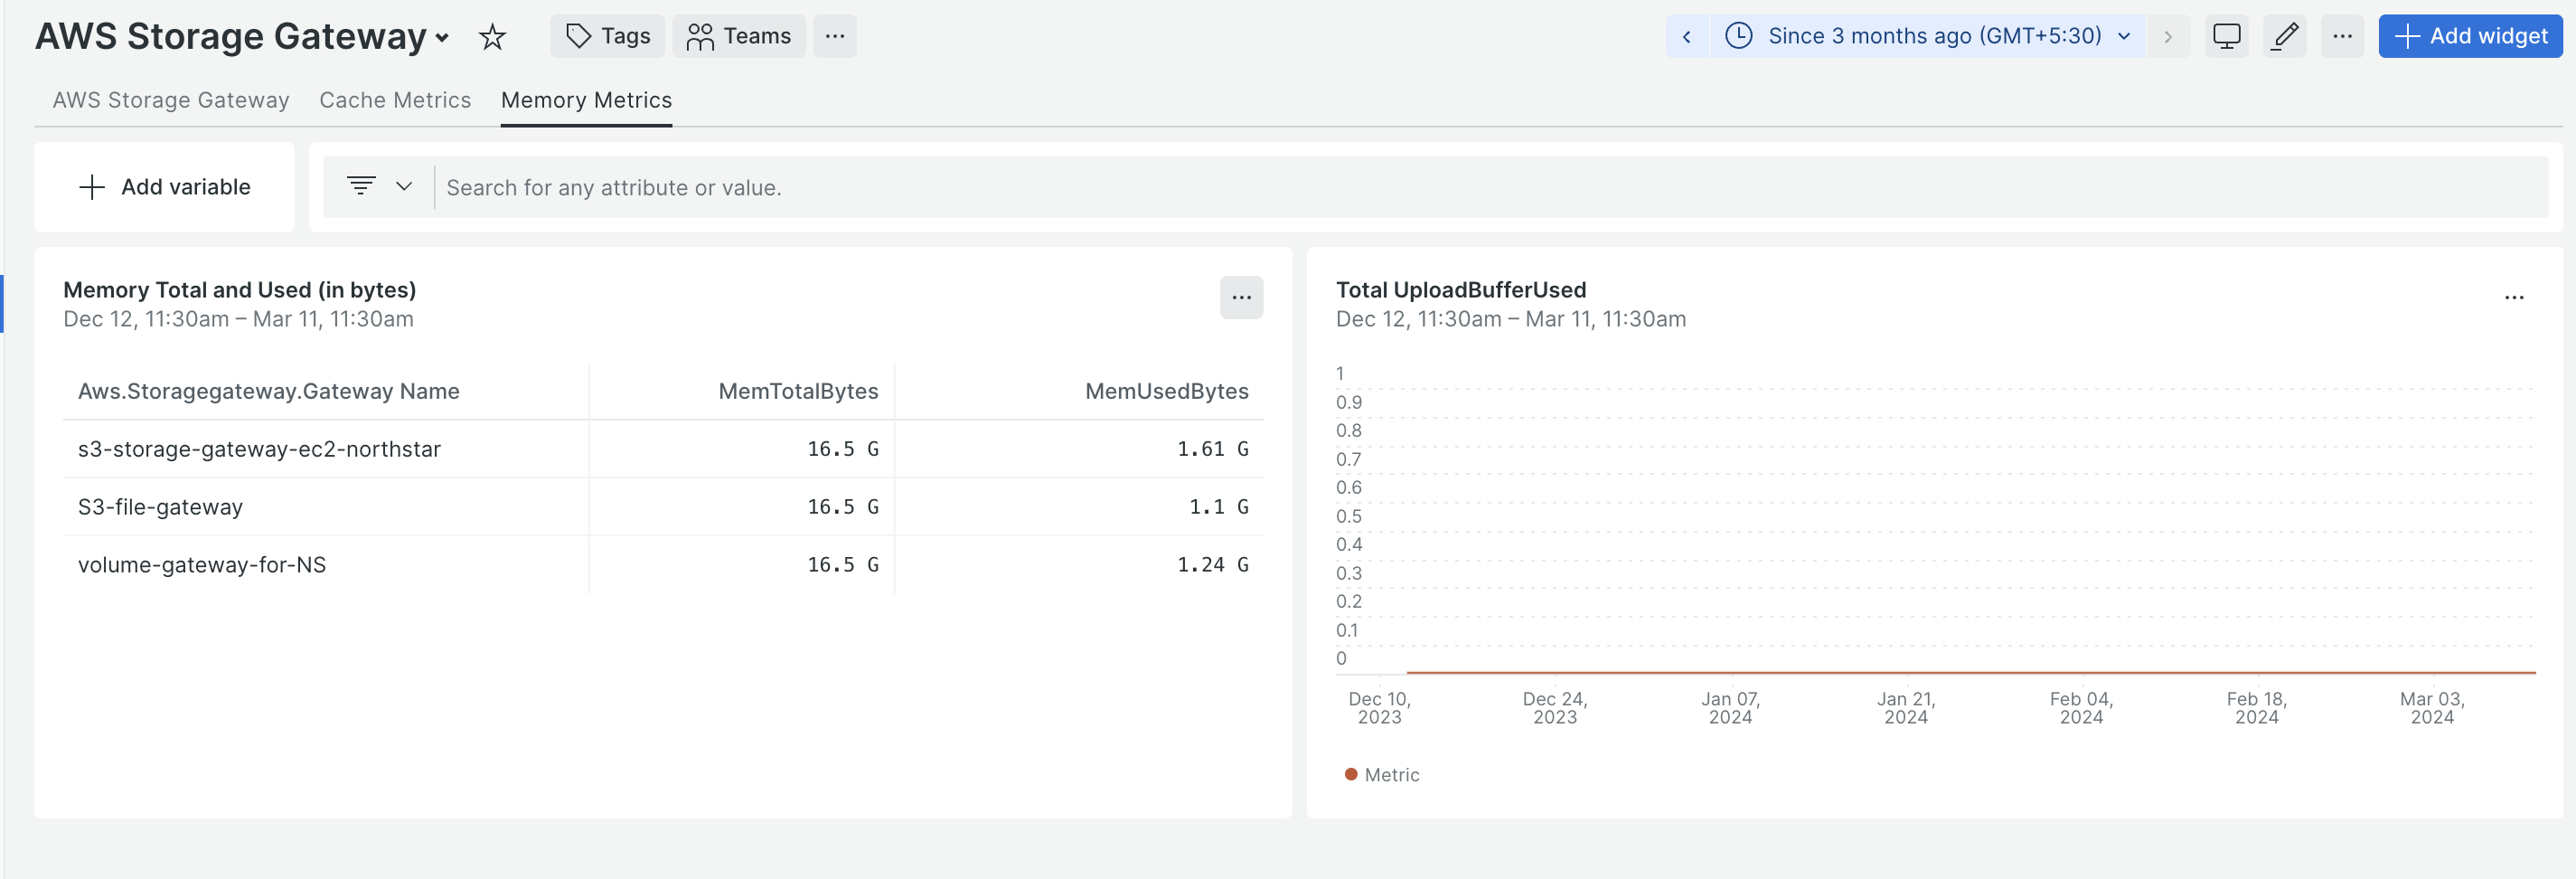 AWS Storage Gateway
Tags
Teams
Since 3 months ago (GMT+5:30)
Add widget
AWS Storage Gateway
Cache Metrics
Memory Metrics
Add variable
Search for any attribute or value.
Memory Total and Used (in bytes)
Dec 12, 11:30am – Mar 11, 11:30am
Aws.Storagegateway.Gateway Name MemTotalBytes MemUsedBytes
s3-storage-gateway-ec2-northstar 16.5 G 1.61 G
S3-file-gateway 16.5 G 1.1 G
volume-gateway-for-NS 16.5 G 1.24 G
Total UploadBufferUsed
Dec 12, 11:30am – Mar 11, 11:30am
1
0.9
0.8
0.7
0.6
0.5
0.4
0.3
0.2
0.1
0
Dec 10, Dec 24, Jan 07, Jan 21, Feb 04, Feb 18, Mar 03,
2023 2023 2024 2024 2024 2024 2024
Metric